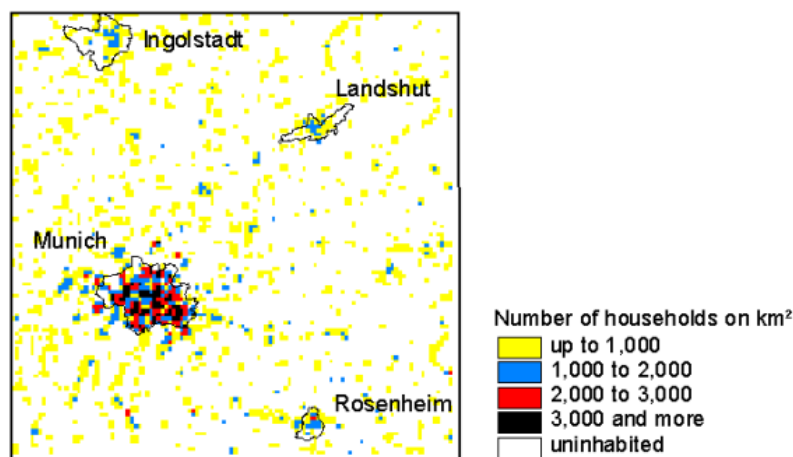 Ingolstadt
Landshut
Munich
Rosenheim
Number of households on km²
up to 1,000
1,000 to 2,000
2,000 to 3,000
3,000 and more
uninhabited